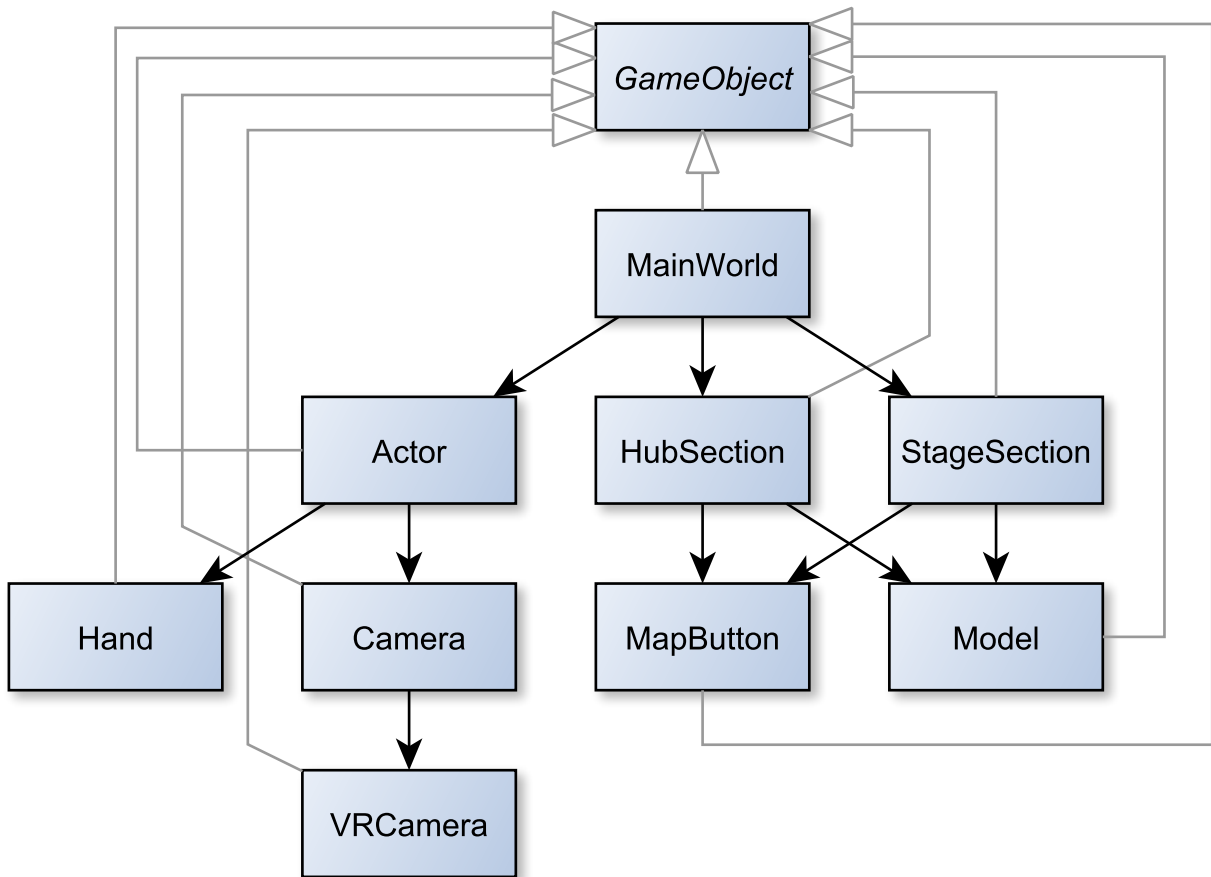 GameObject
MainWorld
Actor
HubSection
StageSection
Hand
Camera
MapButton
Model
VRCamera